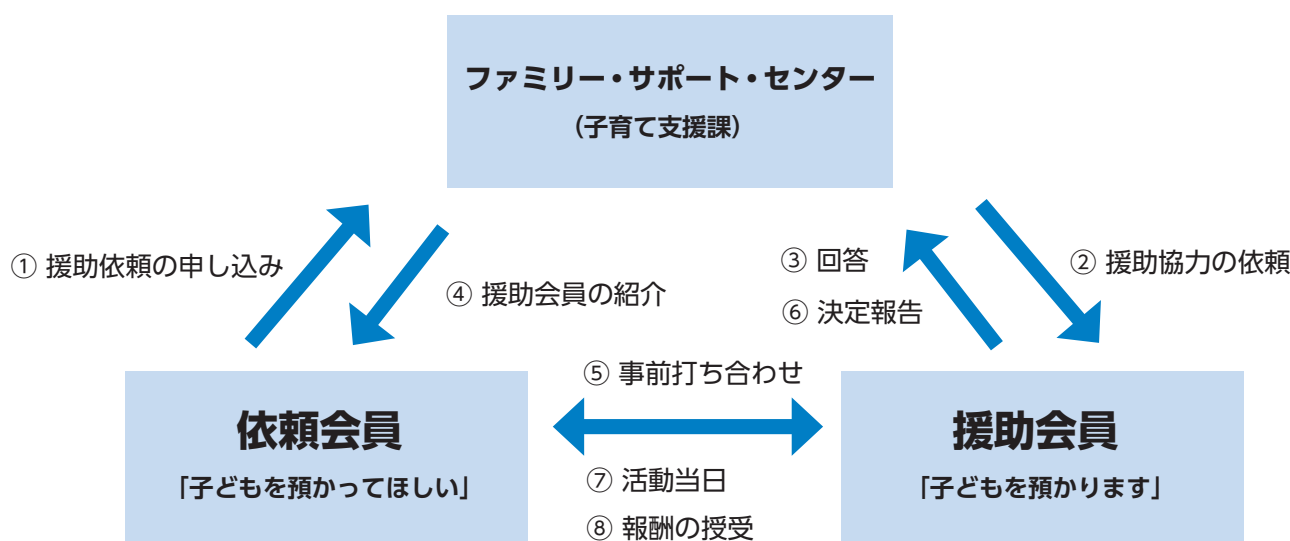 ファミリー・サポート・センター
（子育て支援課）
① 援助依頼の申し込み
④ 援助会員の紹介
③ 回答
⑥ 決定報告
② 援助協力の依頼
依頼会員
「子どもを預かってほしい」
⑤ 事前打ち合わせ
⑦ 活動当日
⑧ 報酬の授受
援助会員
「子どもを預かります」